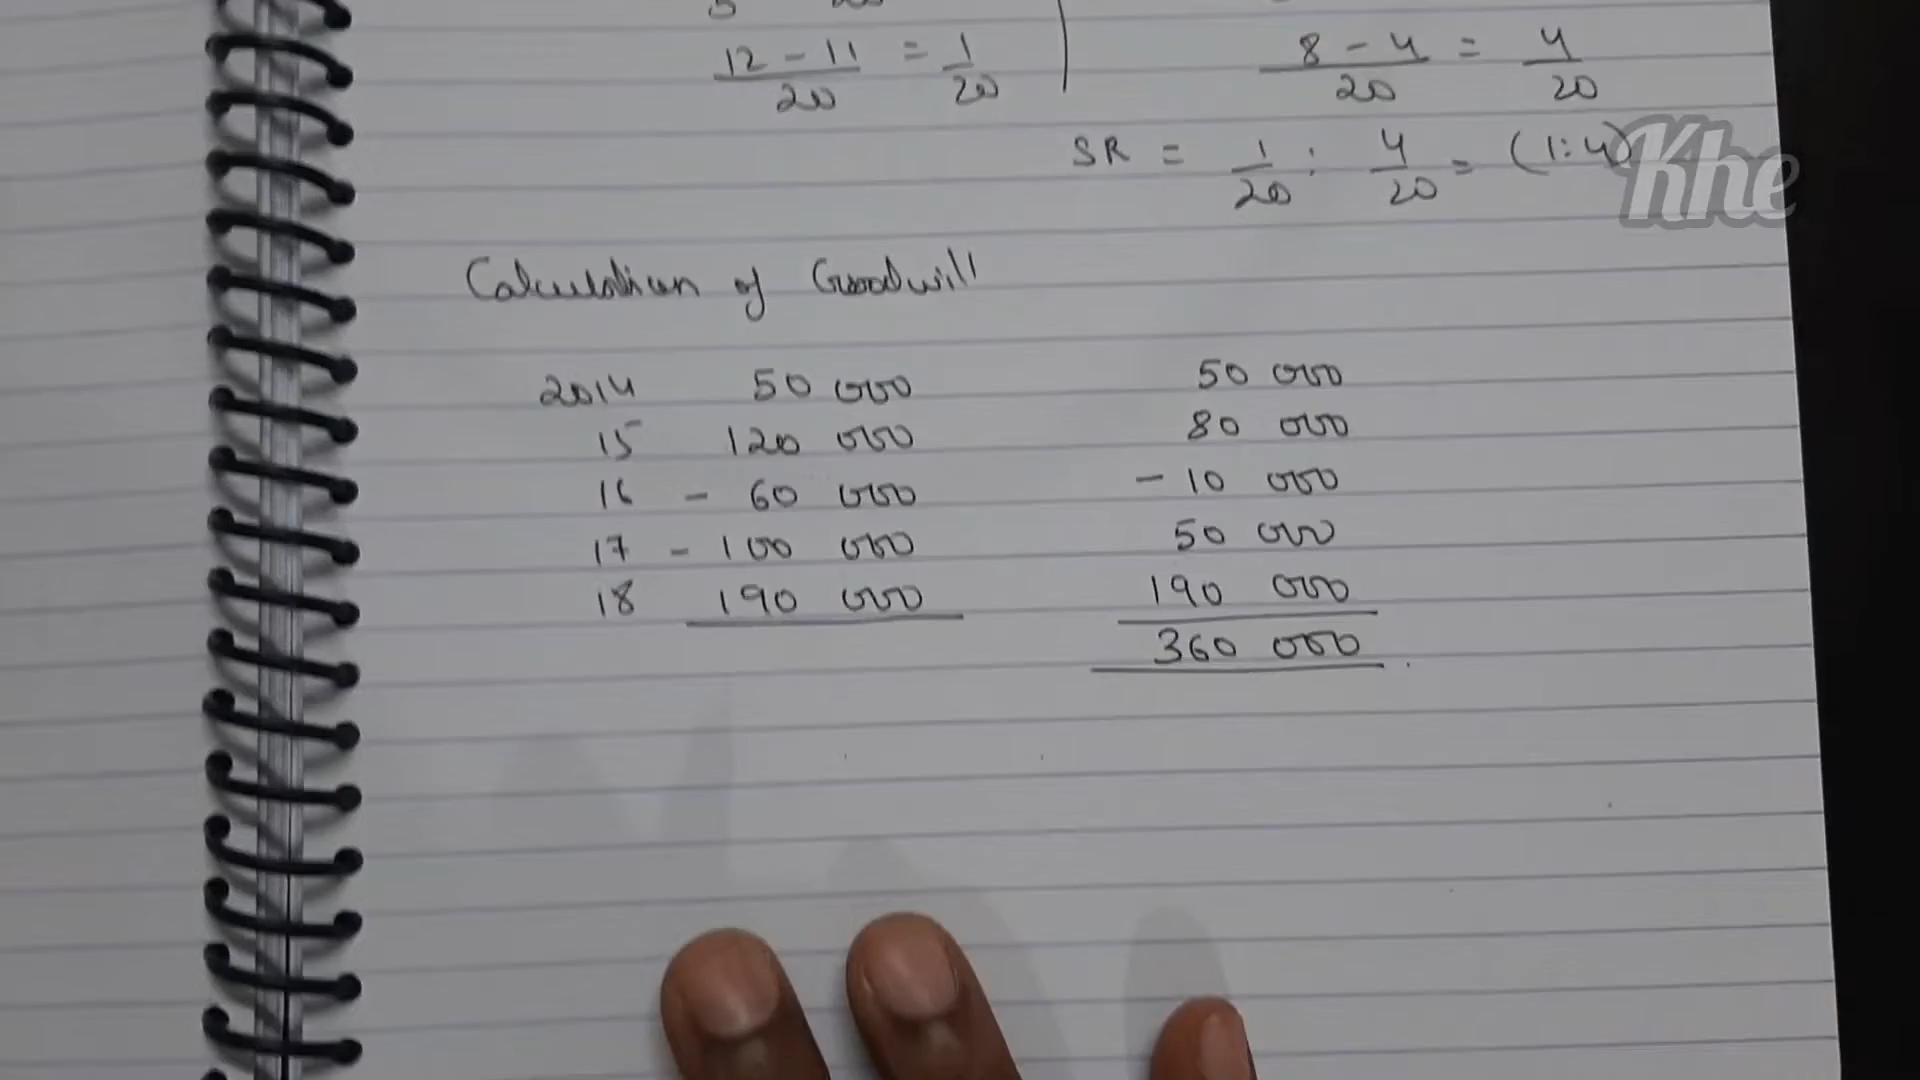 12 - 11 / 20 = 1/20
8 - 4 / 20 = 4/20
SR = 1/20 : 4/20 = (1:4)
Khe
Calculation of Goodwill
2014 50 000 50 000
15 120 000 80 000
16 - 60 000 - 10 000
17 - 100 000 50 000
18 190 000 190 000
360 000